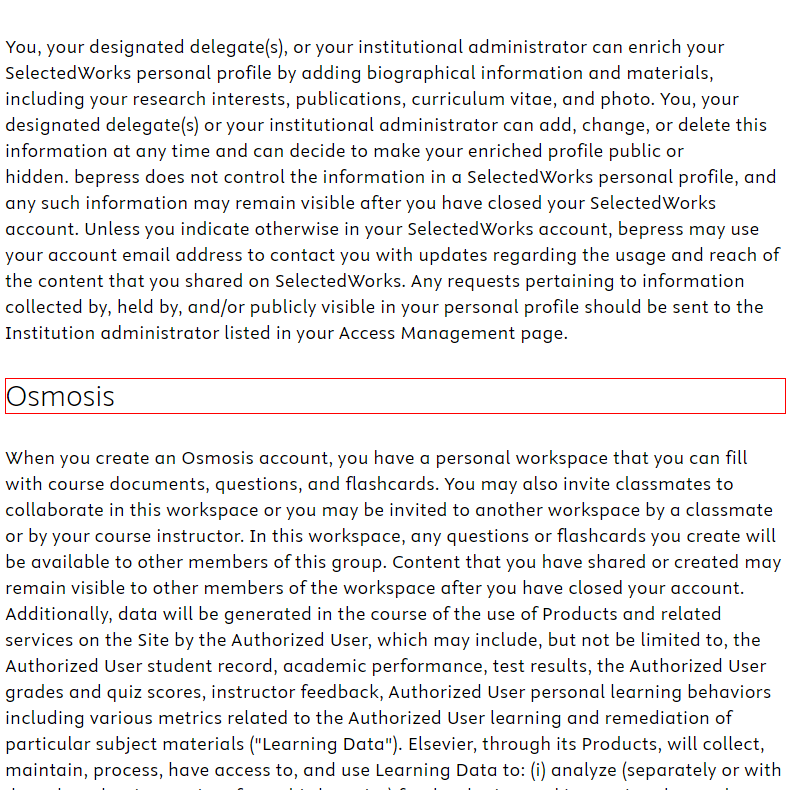 You, your designated delegate(s), or your institutional administrator can enrich your
SelectedWorks personal profile by adding biographical information and materials,
including your research interests, publications, curriculum vitae, and photo. You, your
designated delegate(s) or your institutional administrator can add, change, or delete this
information at any time and can decide to make your enriched profile public or
hidden. bepress does not control the information in a SelectedWorks personal profile, and
any such information may remain visible after you have closed your SelectedWorks
account. Unless you indicate otherwise in your SelectedWorks account, bepress may use
your account email address to contact you with updates regarding the usage and reach of
the content that you shared on SelectedWorks. Any requests pertaining to information
collected by, held by, and/or publicly visible in your personal profile should be sent to the
Institution administrator listed in your Access Management page.
Osmosis
When you create an Osmosis account, you have a personal workspace that you can fill
with course documents, questions, and flashcards. You may also invite classmates to
collaborate in this workspace or you may be invited to another workspace by a classmate
or by your course instructor. In this workspace, any questions or flashcards you create will
be available to other members of this group. Content that you have shared or created may
remain visible to other members of the workspace after you have closed your account.
Additionally, data will be generated in the course of the use of Products and related
services on the Site by the Authorized User, which may include, but not be limited to, the
Authorized User student record, academic performance, test results, the Authorized User
grades and quiz scores, instructor feedback, Authorized User personal learning behaviors
including various metrics related to the Authorized User learning and remediation of
particular subject materials ("Learning Data"). Elsevier, through its Products, will collect,
maintain, process, have access to, and use Learning Data to: (i) analyze (separately or with